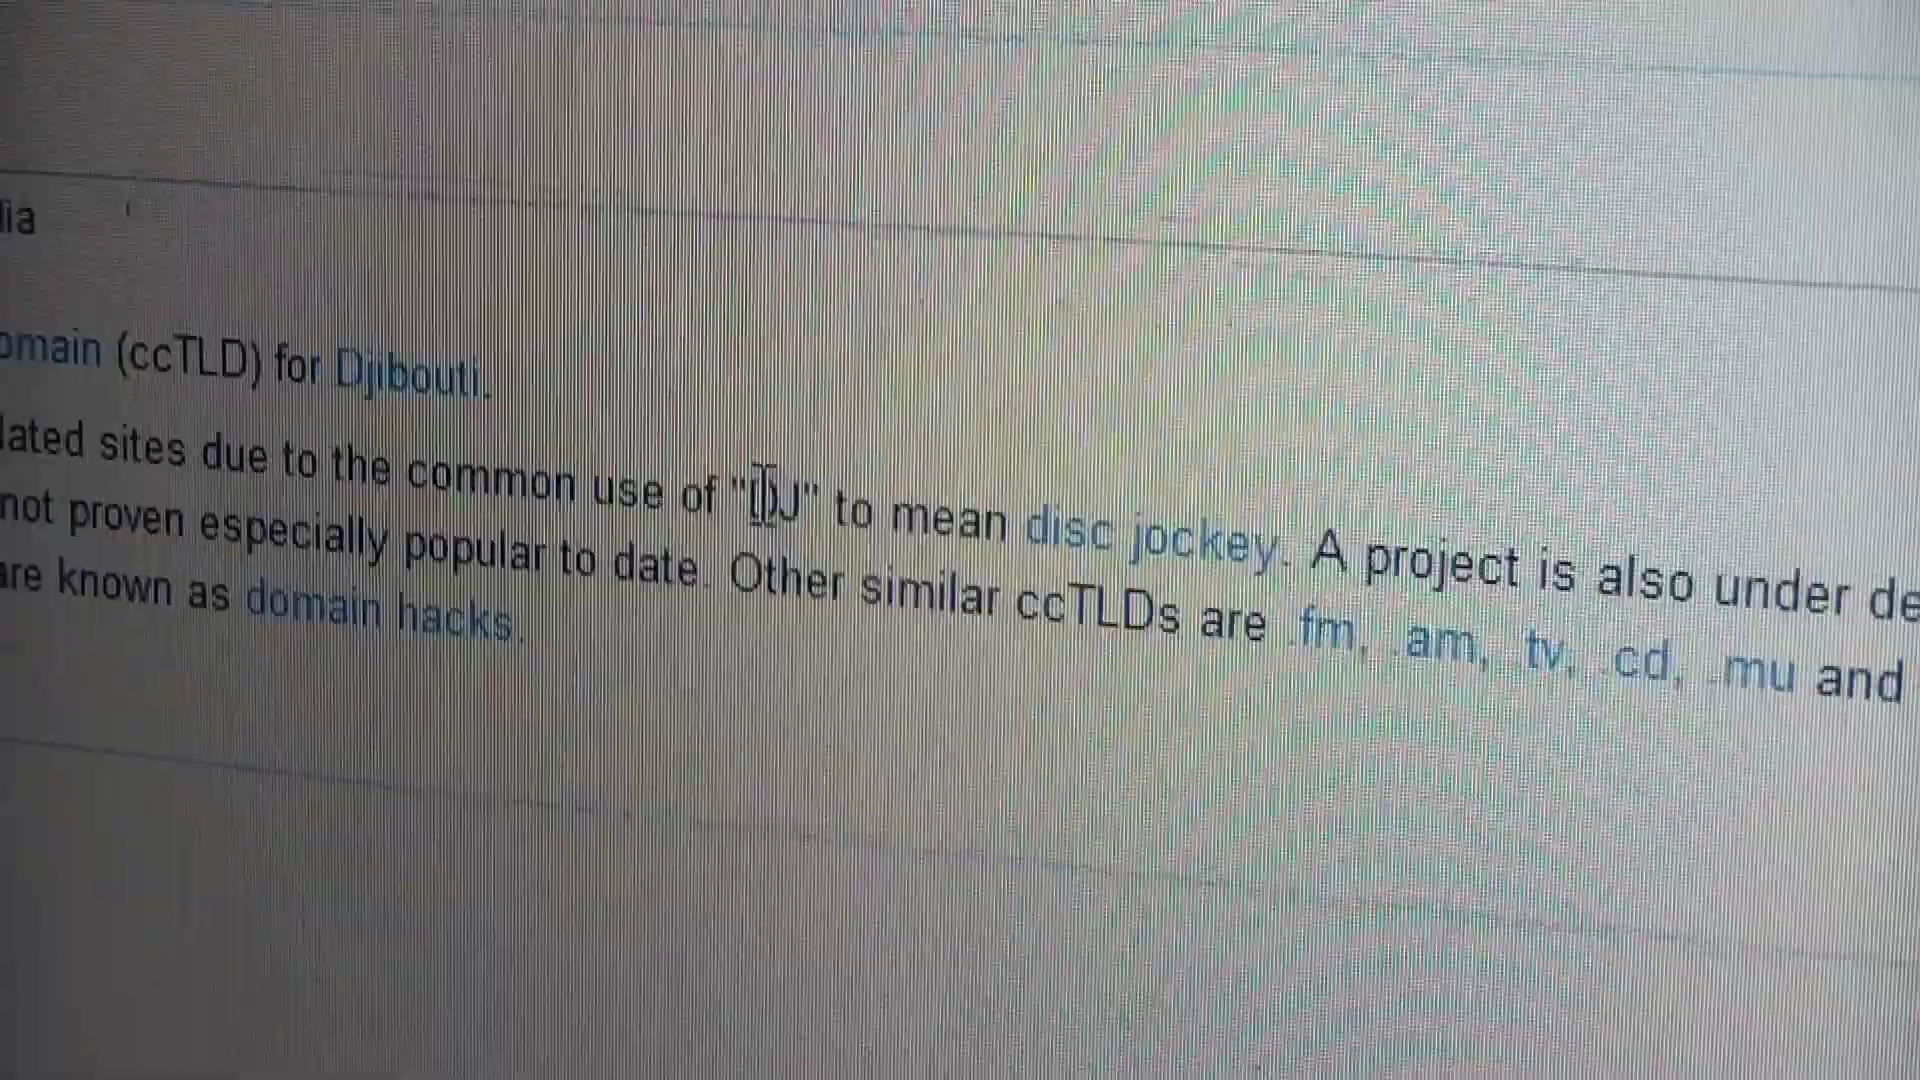 dia
omain (ccTLD) for Djibouti.
lated sites due to the common use of "DJ" to mean disc jockey. A project is also under de
not proven especially popular to date. Other similar ccTLDs are .fm, .am, .tv, .cd, .mu and
are known as domain hacks.